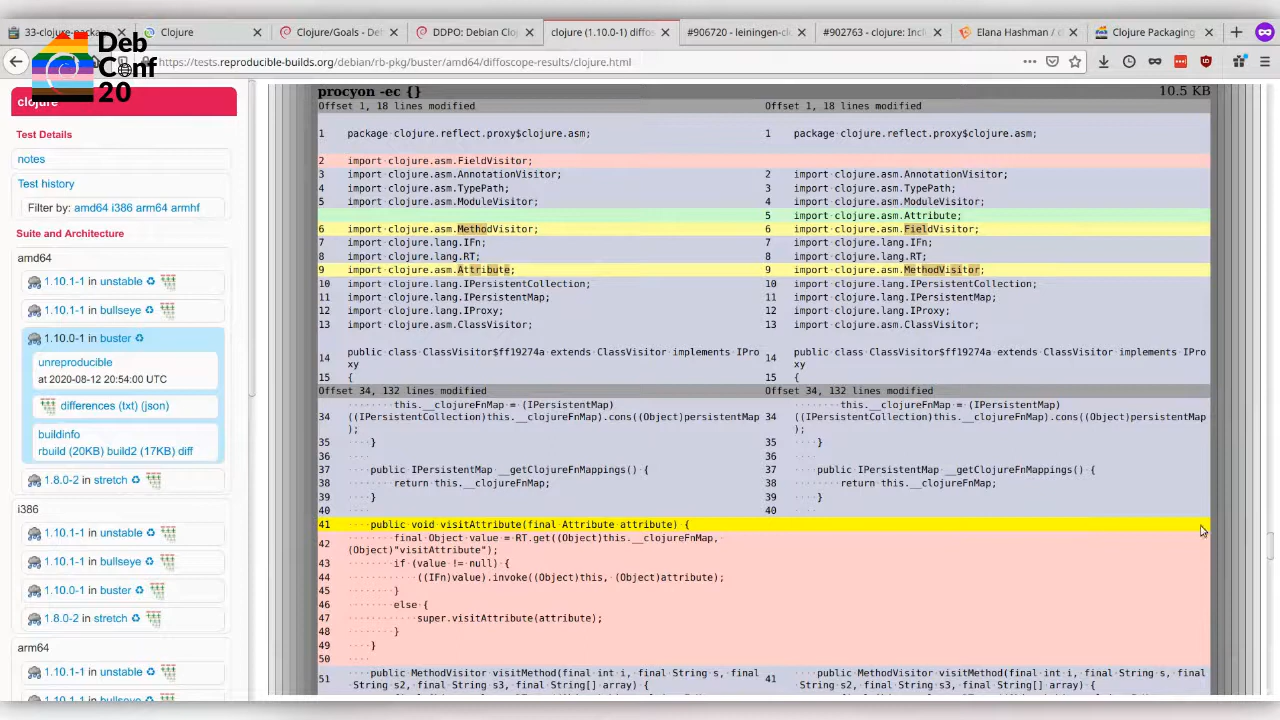 33-clojure-packa
Clojure
Clojure/Goals - Deb
DDPO: Debian Cloj
clojure (1.10.0-1) diffos
#906720 - leiningen-cl
#901763 - clojure: Incl
Elana Hashman / c
Clojure Packaging
https://tests.reproducible-builds.org/debian/rb-pkg/buster/amd64/diffoscope-results/clojure.html
Deb
Conf
20
clojure
Test Details
notes
Test history
Filter by: amd64 i386 arm64 armhf
Suite and Architecture
amd64
1.10.1-1 in unstable
1.10.1-1 in bullseye
1.10.0-1 in buster
unreproducible
at 2020-08-12 20:54:00 UTC
differences (txt) (json)
buildinfo
rbuild (20KB) build2 (17KB) diff
1.8.0-2 in stretch
i386
1.10.1-1 in unstable
1.10.1-1 in bullseye
1.10.0-1 in buster
1.8.0-2 in stretch
arm64
1.10.1-1 in unstable
1.10.1-1 in bullseye
procyon -ec {} 10.5 KB
Offset 1, 18 lines modified Offset 1, 18 lines modified
1 package clojure.reflect.proxy$clojure.asm; 1 package clojure.reflect.proxy$clojure.asm;
2 import clojure.asm.FieldVisitor;
3 import clojure.asm.AnnotationVisitor; 2 import clojure.asm.AnnotationVisitor;
4 import clojure.asm.TypePath; 3 import clojure.asm.TypePath;
5 import clojure.asm.ModuleVisitor; 4 import clojure.asm.ModuleVisitor;
5 import clojure.asm.Attribute;
6 import clojure.asm.MethodVisitor; 6 import clojure.asm.FieldVisitor;
7 import clojure.lang.IFn; 7 import clojure.lang.IFn;
8 import clojure.lang.RT; 8 import clojure.lang.RT;
9 import clojure.asm.Attribute; 9 import clojure.asm.MethodVisitor;
10 import clojure.lang.IPersistentCollection; 10 import clojure.lang.IPersistentCollection;
11 import clojure.lang.IPersistentMap; 11 import clojure.lang.IPersistentMap;
12 import clojure.lang.IProxy; 12 import clojure.lang.IProxy;
13 import clojure.asm.ClassVisitor; 13 import clojure.asm.ClassVisitor;
14 public class ClassVisitor$ff19274a extends ClassVisitor implements IPro 14 public class ClassVisitor$ff19274a extends ClassVisitor implements IPro
xy xy
15 { 15 {
Offset 34, 132 lines modified Offset 34, 132 lines modified
this.__clojureFnMap = (IPersistentMap) this.__clojureFnMap = (IPersistentMap)
34 ((IPersistentCollection)this.__clojureFnMap).cons((Object)persistentMap 34 ((IPersistentCollection)this.__clojureFnMap).cons((Object)persistentMap
); );
35 } 35 }
36 36
37 public IPersistentMap __getClojureFnMappings() { 37 public IPersistentMap __getClojureFnMappings() {
38 return this.__clojureFnMap; 38 return this.__clojureFnMap;
39 } 39 }
40 40
41 public void visitAttribute(final Attribute attribute) {
42 final Object value = RT.get((Object)this.__clojureFnMap,
(Object)"visitAttribute");
43 if (value != null) {
44 ((IFn)value).invoke((Object)this, (Object)attribute);
45 }
46 else {
47 super.visitAttribute(attribute);
48 }
49 }
50
51 public MethodVisitor visitMethod(final int i, final String s, final 41 public MethodVisitor visitMethod(final int i, final String s, final
String s2, final String s3, final String[] array) { String s2, final String s3, final String[] array) {